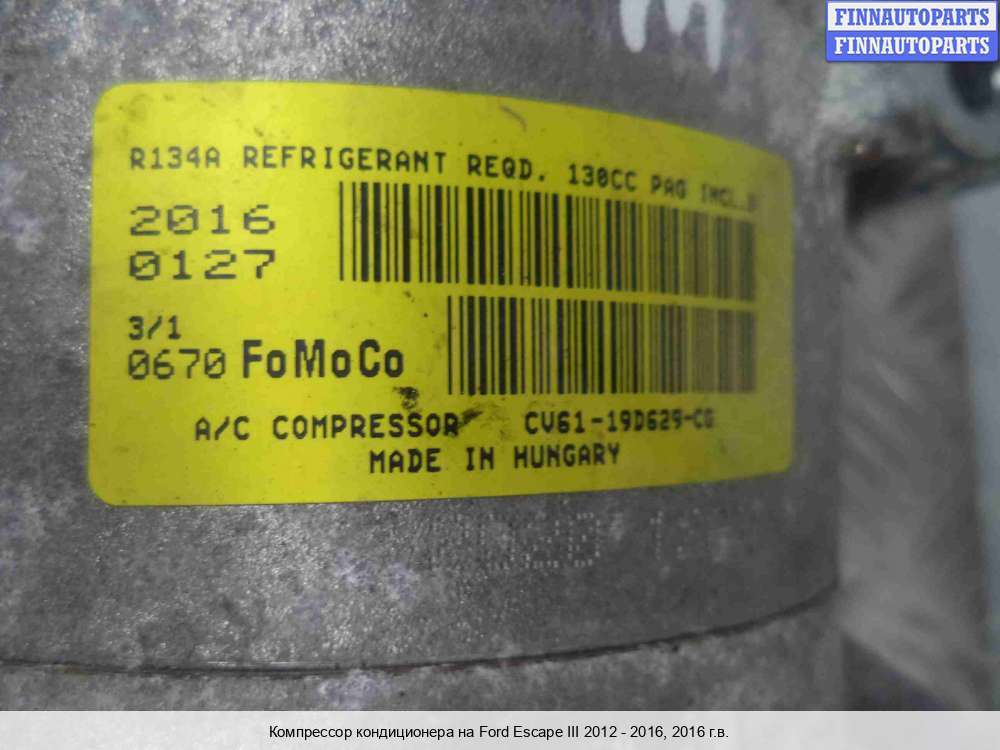 FINNAUTOPARTS
FINNAUTOPARTS
R134A REFRIGERANT REQD. 130CC PAG INCL.D
2016
0127
3/1
0670 FoMoCo
A/C COMPRESSOR CV61-19D629-CG
MADE IN HUNGARY
Компрессор кондиционера на Ford Escape III 2012 - 2016, 2016 г.в.